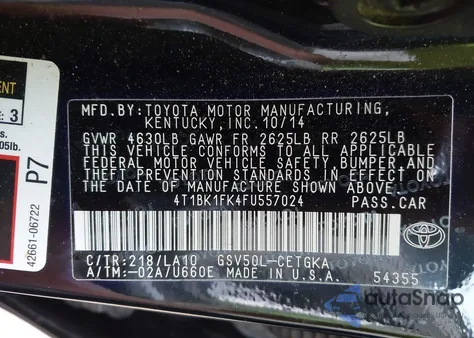 MFD.BY:TOYOTA MOTOR MANUFACTURING,
KENTUCKY,INC.10/14
GVWR 4630LB GAWR FR 2625LB RR 2625LB
THIS VEHICLE CONFORMS TO ALL APPLICABLE
FEDERAL MOTOR VEHICLE SAFETY,BUMPER,AND
THEFT PREVENTION STANDARDS IN EFFECT ON
THE DATE OF MANUFACTURE SHOWN ABOVE.
4T1BK1FK4FU557024 PASS.CAR
C/TR:218/LA10 GSV50L-CETGKA
A/TM:-02A/U660E MADE IN U.S.A. 54355
TOYOTA
3
05lb.
P7
42661-06722
autoSnap